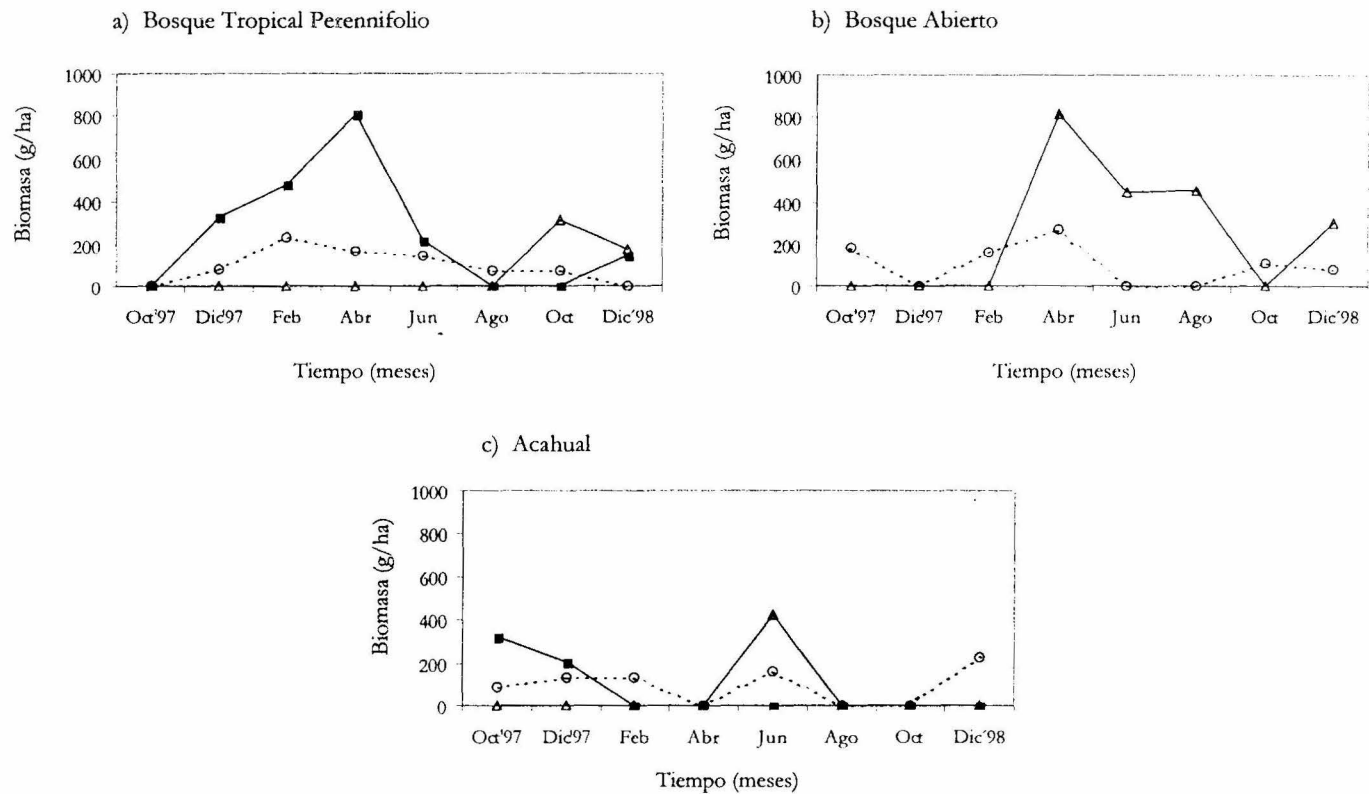 a) Bosque Tropical Perennifolio
1000
800
600
400
200
0
Biomasa (g/ha)
Oct'97 Dic'97 Feb Abr Jun Ago Oct Dic'98
Tiempo (meses)
b) Bosque Abierto
1000
800
600
400
200
0
Biomasa (g/ha)
Oct'97 Dic'97 Feb Abr Jun Ago Oct Dic'98
Tiempo (meses)
c) Acahual
1000
800
600
400
200
0
Biomasa (g/ha)
Oct'97 Dic'97 Feb Abr Jun Ago Oct Dic'98
Tiempo (meses)